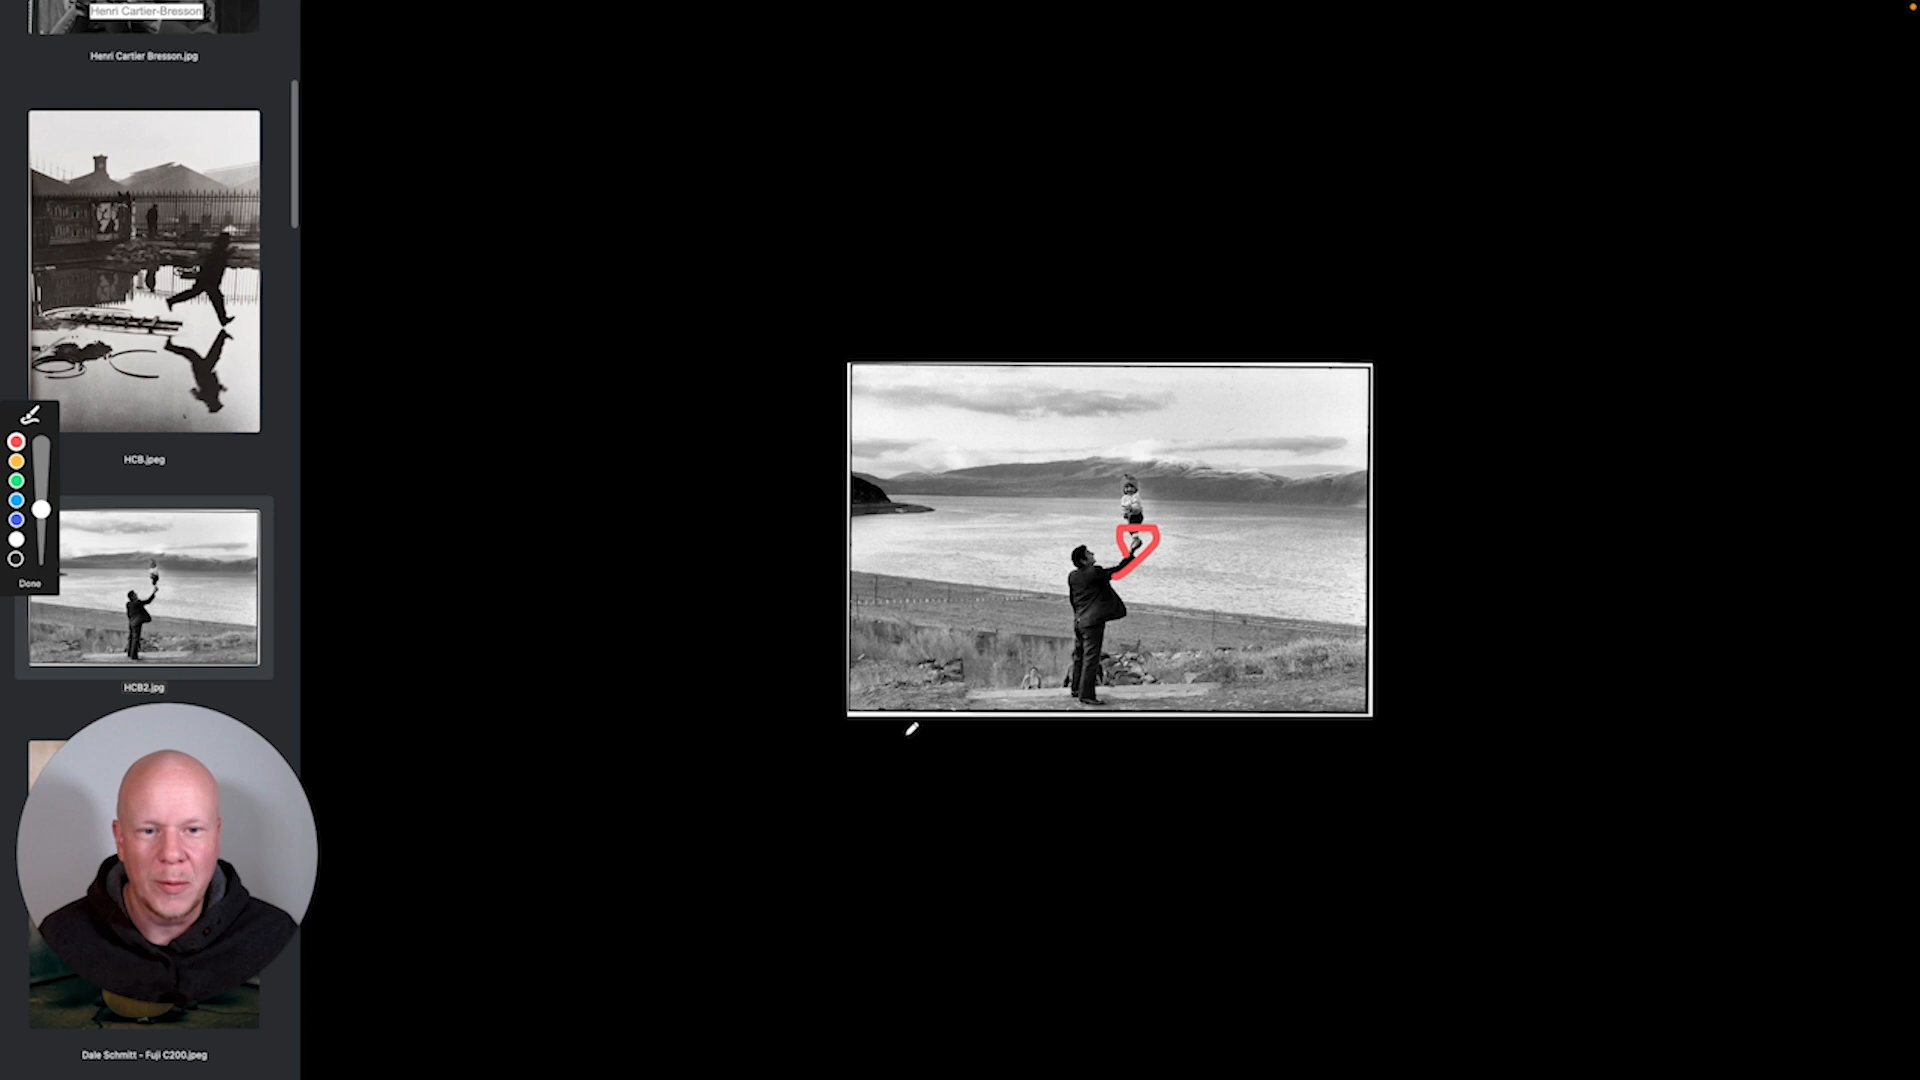 Henri Cartier-Bresson
Henri Cartier Bresson.jpg
HCB.jpeg
Done
HCB2.jpg
Dale Schmitt - Fuji C200.jpeg